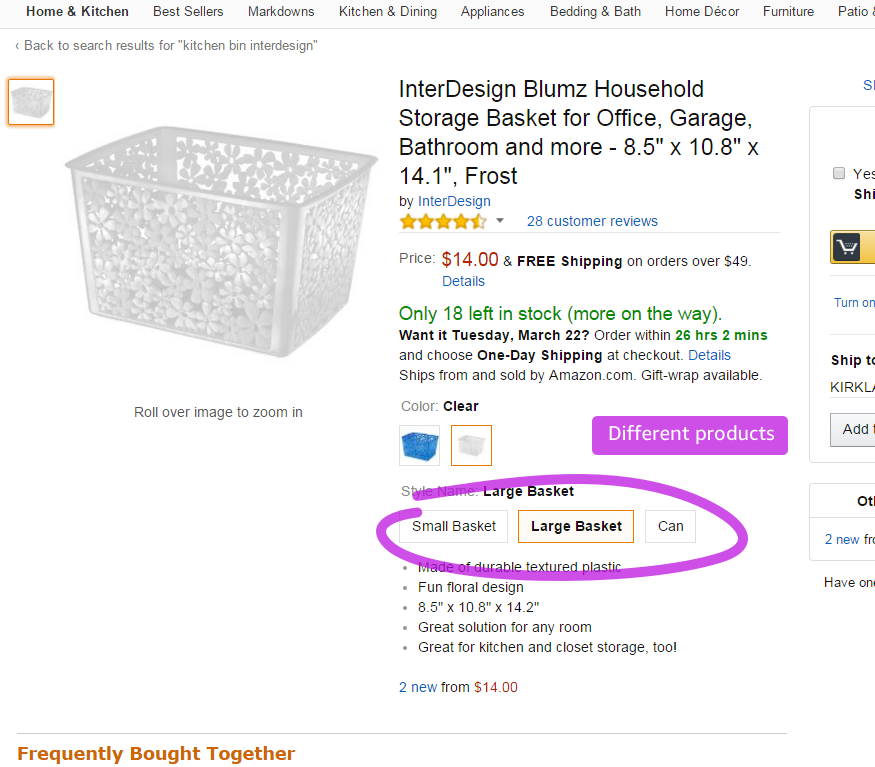 Home & Kitchen Best Sellers Markdowns Kitchen & Dining Appliances Bedding & Bath Home Décor Furniture Patio &
‹ Back to search results for "kitchen bin interdesign"
InterDesign Blumz Household
Storage Basket for Office, Garage,
Bathroom and more - 8.5" x 10.8" x
14.1", Frost
by InterDesign
28 customer reviews
Price: $14.00 & FREE Shipping on orders over $49.
Details
Only 18 left in stock (more on the way).
Want it Tuesday, March 22? Order within 26 hrs 2 mins
and choose One-Day Shipping at checkout. Details
Ships from and sold by Amazon.com. Gift-wrap available.
Roll over image to zoom in
Color: Clear
Different products
Style Name: Large Basket
Small Basket Large Basket Can
• Made of durable textured plastic
• Fun floral design
• 8.5" x 10.8" x 14.2"
• Great solution for any room
• Great for kitchen and closet storage, too!
2 new from $14.00
Frequently Bought Together
Yes
Shi
Turn on
Ship to
KIRKLA
Add t
Ot
2 new fro
Have one